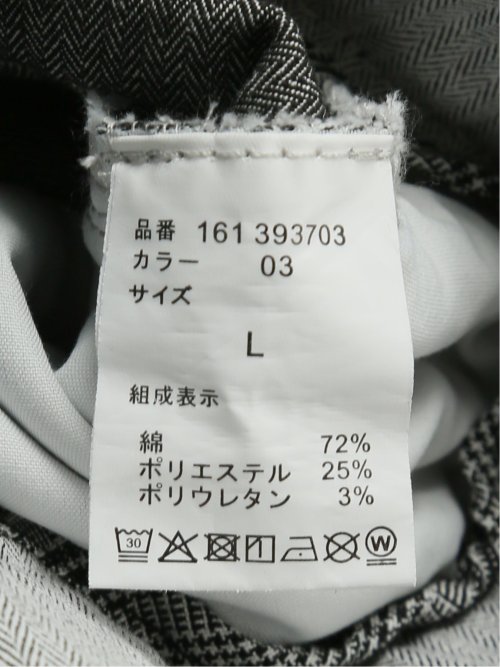 品番 161 393703
カラー 03
サイズ
L
組成表示
綿 72%
ポリエステル 25%
ポリウレタン 3%
30 W